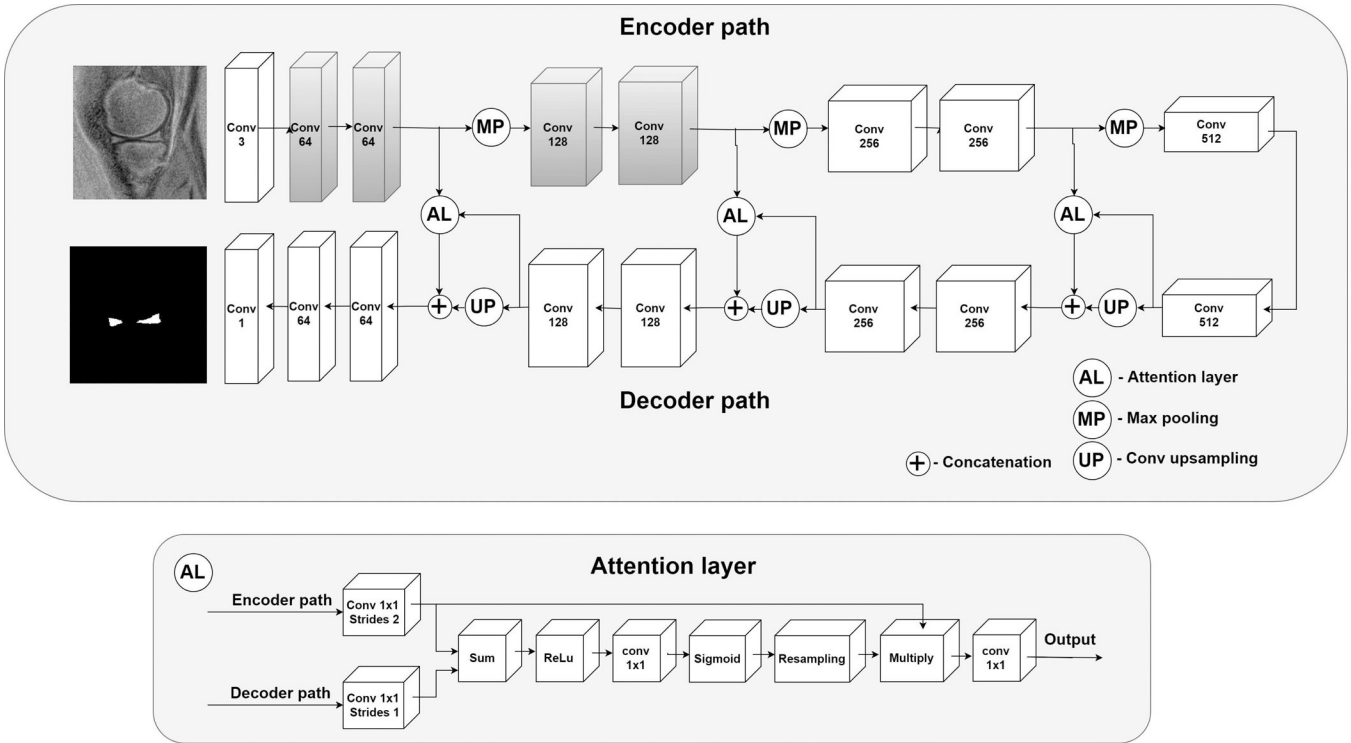 Encoder path
Conv
3
Conv
64
Conv
64
MP
Conv
128
Conv
128
MP
Conv
256
Conv
256
MP
Conv
512
AL
AL
AL
Conv
1
Conv
64
Conv
64
+
UP
Conv
128
Conv
128
+
UP
Conv
256
Conv
256
+
UP
Conv
512
Decoder path
AL - Attention layer
MP - Max pooling
+ - Concatenation
UP - Conv upsampling
AL
Attention layer
Encoder path
Conv 1x1
Strides 2
Sum
ReLu
conv
1x1
Sigmoid
Resampling
Multiply
conv
1x1
Output
Decoder path
Conv 1x1
Strides 1